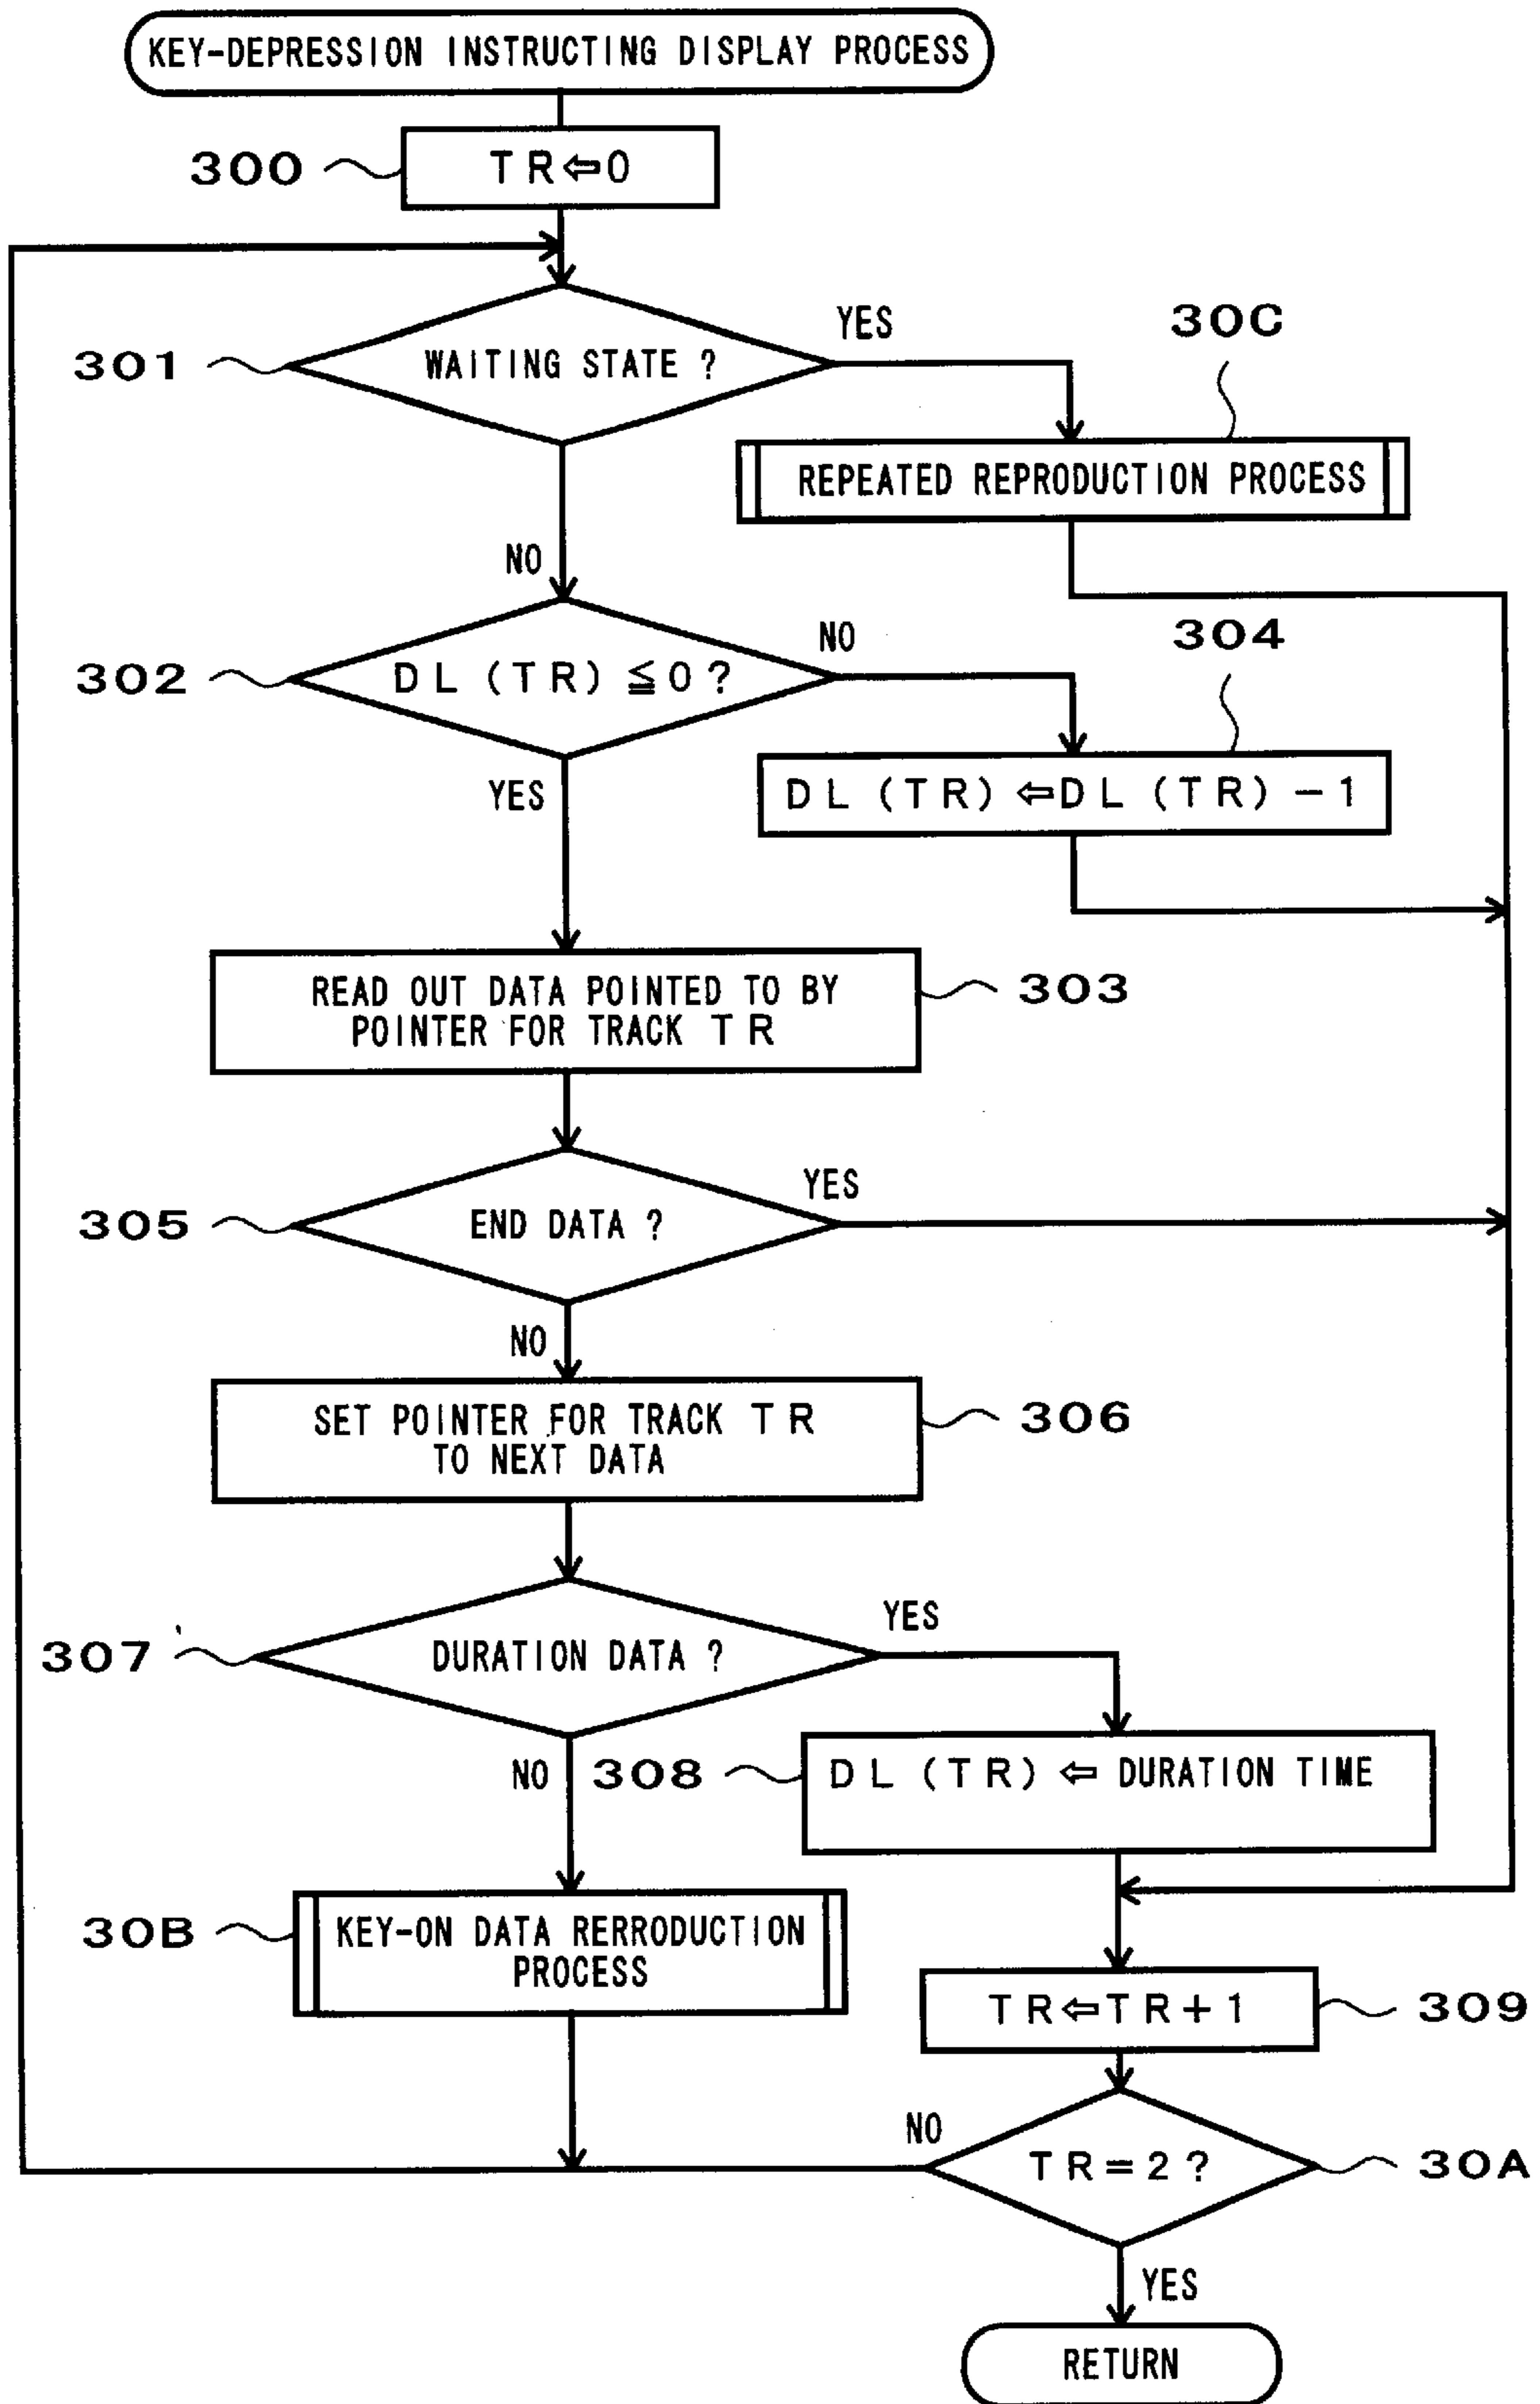 KEY-DEPRESSION INSTRUCTING DISPLAY PROCESS
300
TR⇦0
301
WAITING STATE ?
YES
30C
REPEATED REPRODUCTION PROCESS
NO
302
DL (TR) ≦0?
NO
304
YES
DL (TR) ⇦DL (TR) −1
READ OUT DATA POINTED TO BY
POINTER FOR TRACK TR
303
305
END DATA ?
YES
NO
SET POINTER FOR TRACK TR
TO NEXT DATA
306
307
DURATION DATA ?
YES
NO
308
DL (TR) ⇦ DURATION TIME
30B
KEY-ON DATA RERRODUCTION
PROCESS
TR⇦TR+1
309
NO
TR=2?
30A
YES
RETURN